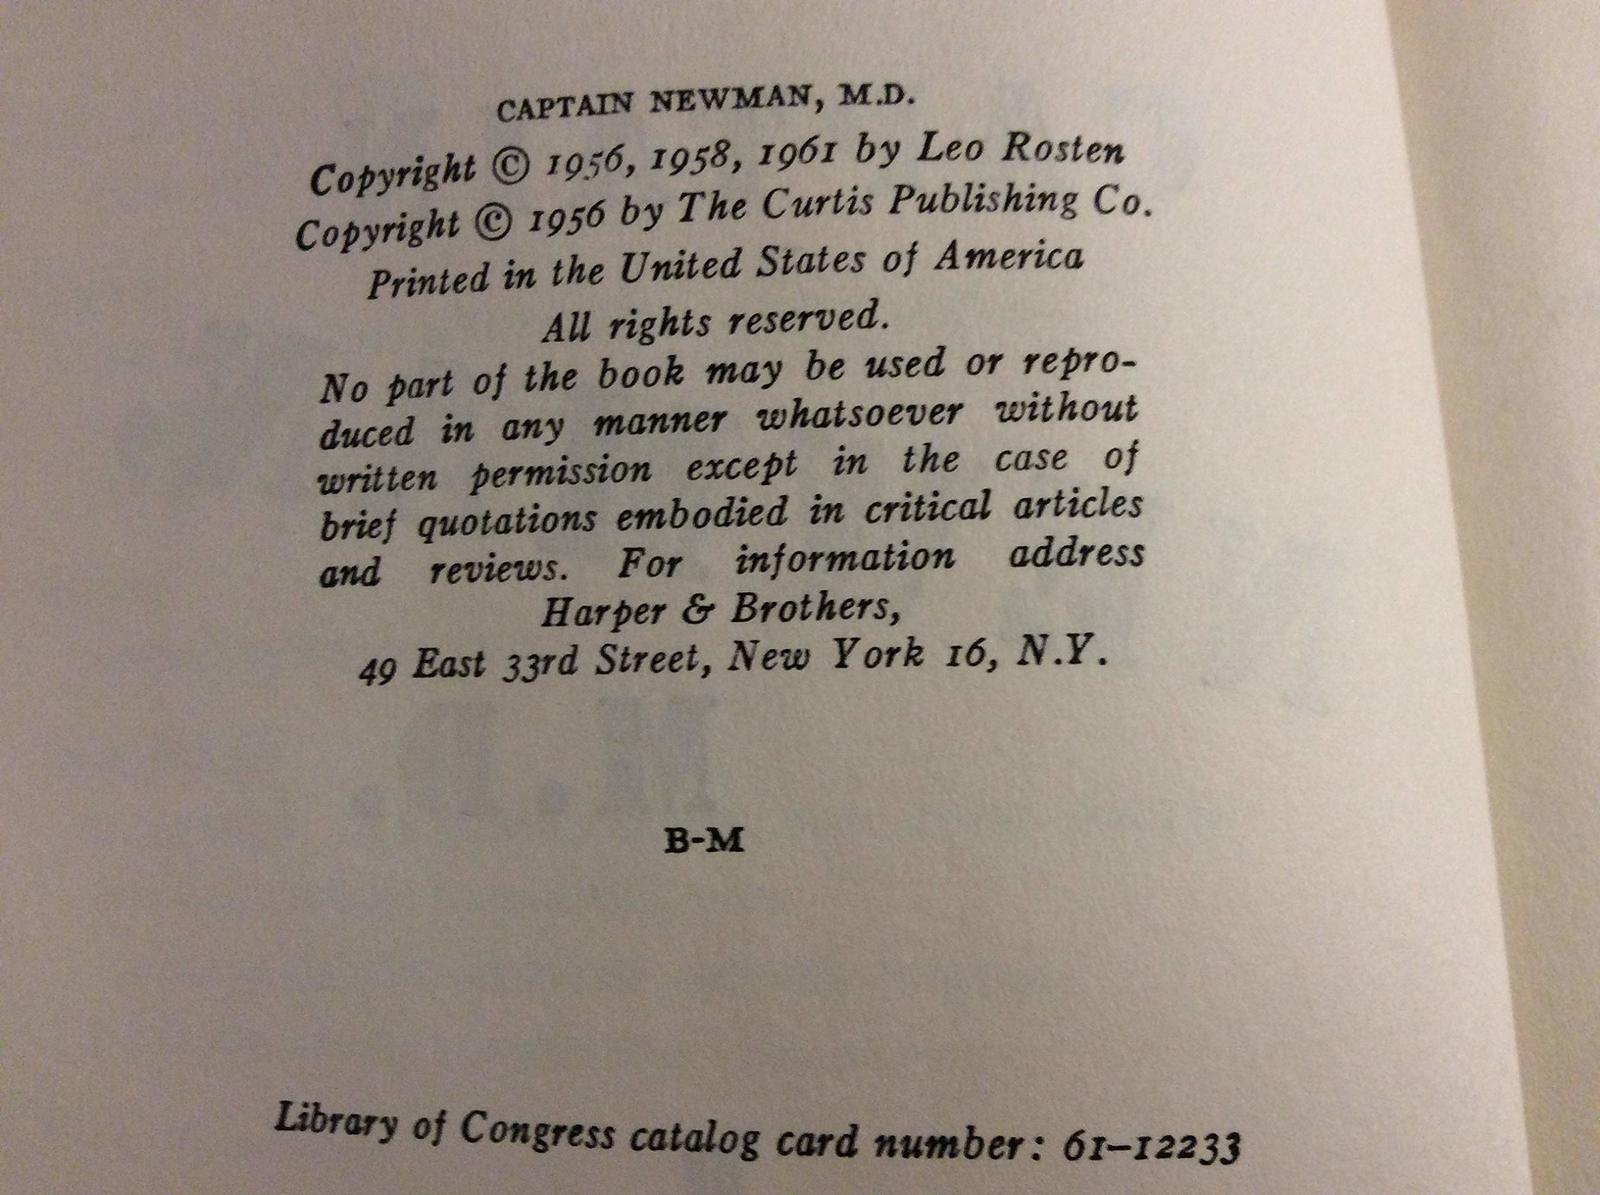 CAPTAIN NEWMAN, M.D.
Copyright © 1956, 1958, 1961 by Leo Rosten
Copyright © 1956 by The Curtis Publishing Co.
Printed in the United States of America
All rights reserved.
No part of the book may be used or repro-
duced in any manner whatsoever without
written permission except in the case of
brief quotations embodied in critical articles
and reviews. For information address
Harper & Brothers,
49 East 33rd Street, New York 16, N.Y.
B-M
Library of Congress catalog card number: 61–12233